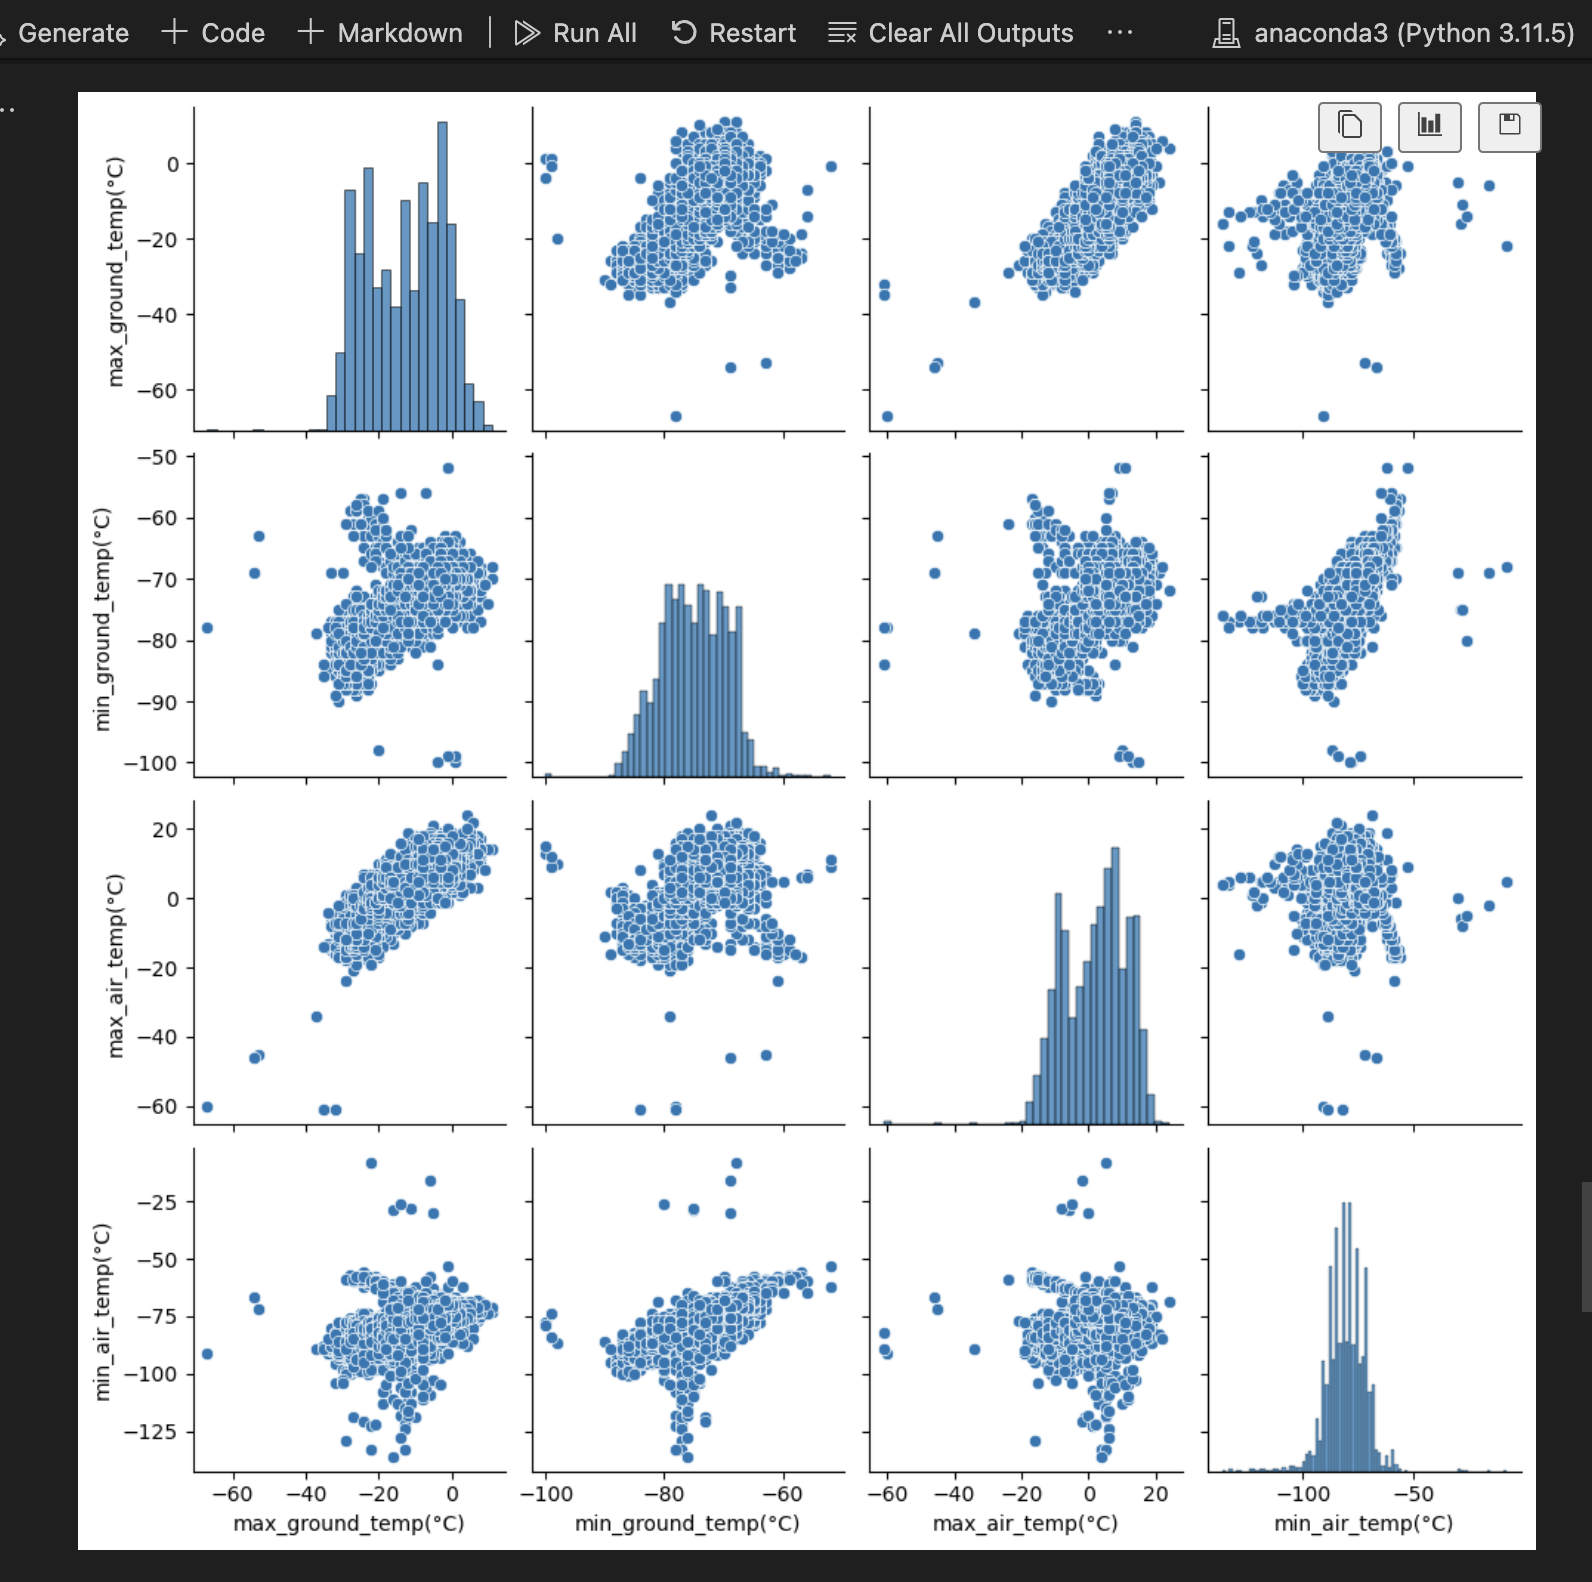 Generate + Code + Markdown Run All Restart Clear All Outputs ... anaconda3 (Python 3.11.5)
max_ground_temp(°C)
0
−20
−40
−60
min_ground_temp(°C)
−50
−60
−70
−80
−90
−100
max_air_temp(°C)
20
0
−20
−40
−60
min_air_temp(°C)
−25
−50
−75
−100
−125
−60 −40 −20 0 −100 −80 −60 −60 −40 −20 0 20 −100 −50
max_ground_temp(°C) min_ground_temp(°C) max_air_temp(°C) min_air_temp(°C)